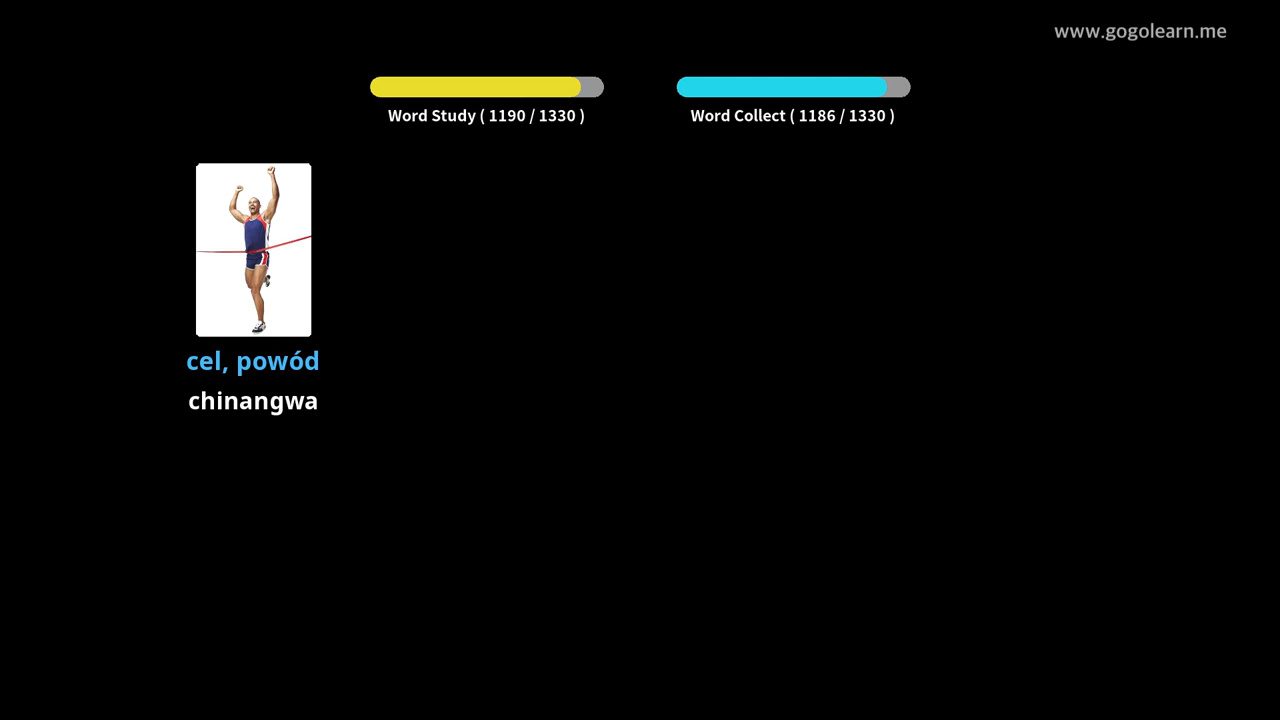 www.gogolearn.me
Word Study ( 1190 / 1330 )
Word Collect ( 1186 / 1330 )
cel, powód
chinangwa